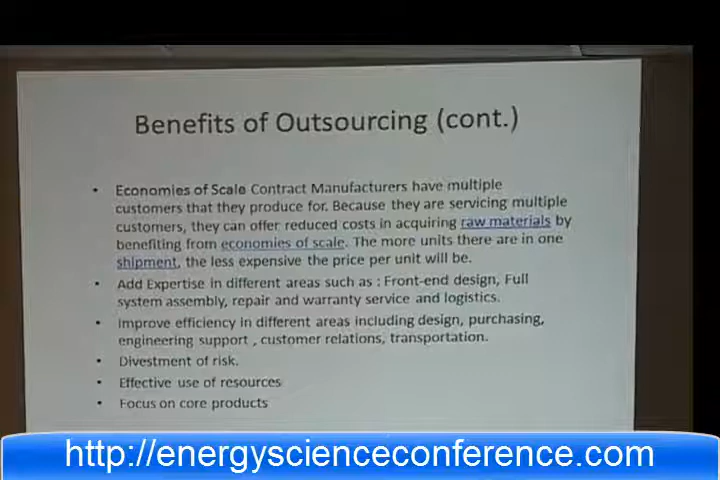 Benefits of Outsourcing (cont.)
• Economies of Scale Contract Manufacturers have multiple
customers that they produce for. Because they are servicing multiple
customers, they can offer reduced costs in acquiring raw materials by
benefiting from economies of scale. The more units there are in one
shipment, the less expensive the price per unit will be.
• Add Expertise in different areas such as : Front-end design, Full
system assembly, repair and warranty service and logistics.
• Improve efficiency in different areas including design, purchasing,
engineering support , customer relations, transportation.
• Divestment of risk.
• Effective use of resources
• Focus on core products
http://energyscienceconference.com